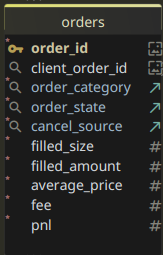 orders
* order_id
* client_order_id
* order_category
* order_state
* cancel_source
* filled_size #
* filled_amount #
* average_price #
* fee #
* pnl #